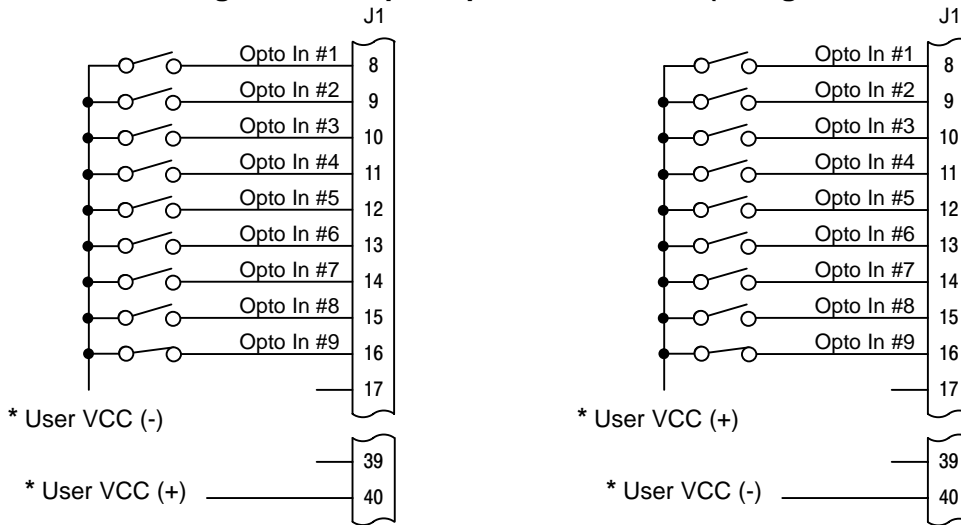 J1
Opto In #1 8
Opto In #2 9
Opto In #3 10
Opto In #4 11
Opto In #5 12
Opto In #6 13
Opto In #7 14
Opto In #8 15
Opto In #9 16
17
* User VCC (-)
39
* User VCC (+) 40
J1
Opto In #1 8
Opto In #2 9
Opto In #3 10
Opto In #4 11
Opto In #5 12
Opto In #6 13
Opto In #7 14
Opto In #8 15
Opto In #9 16
17
* User VCC (+)
39
* User VCC (-) 40